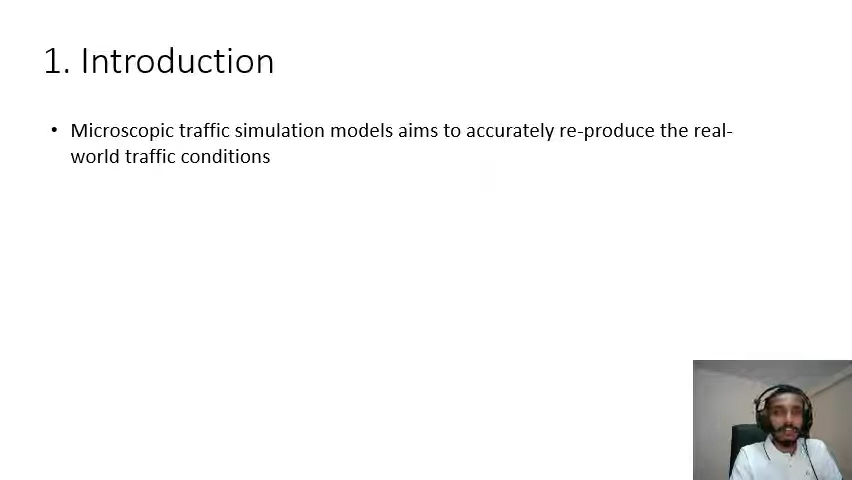 1. Introduction
• Microscopic traffic simulation models aims to accurately re-produce the real-
world traffic conditions